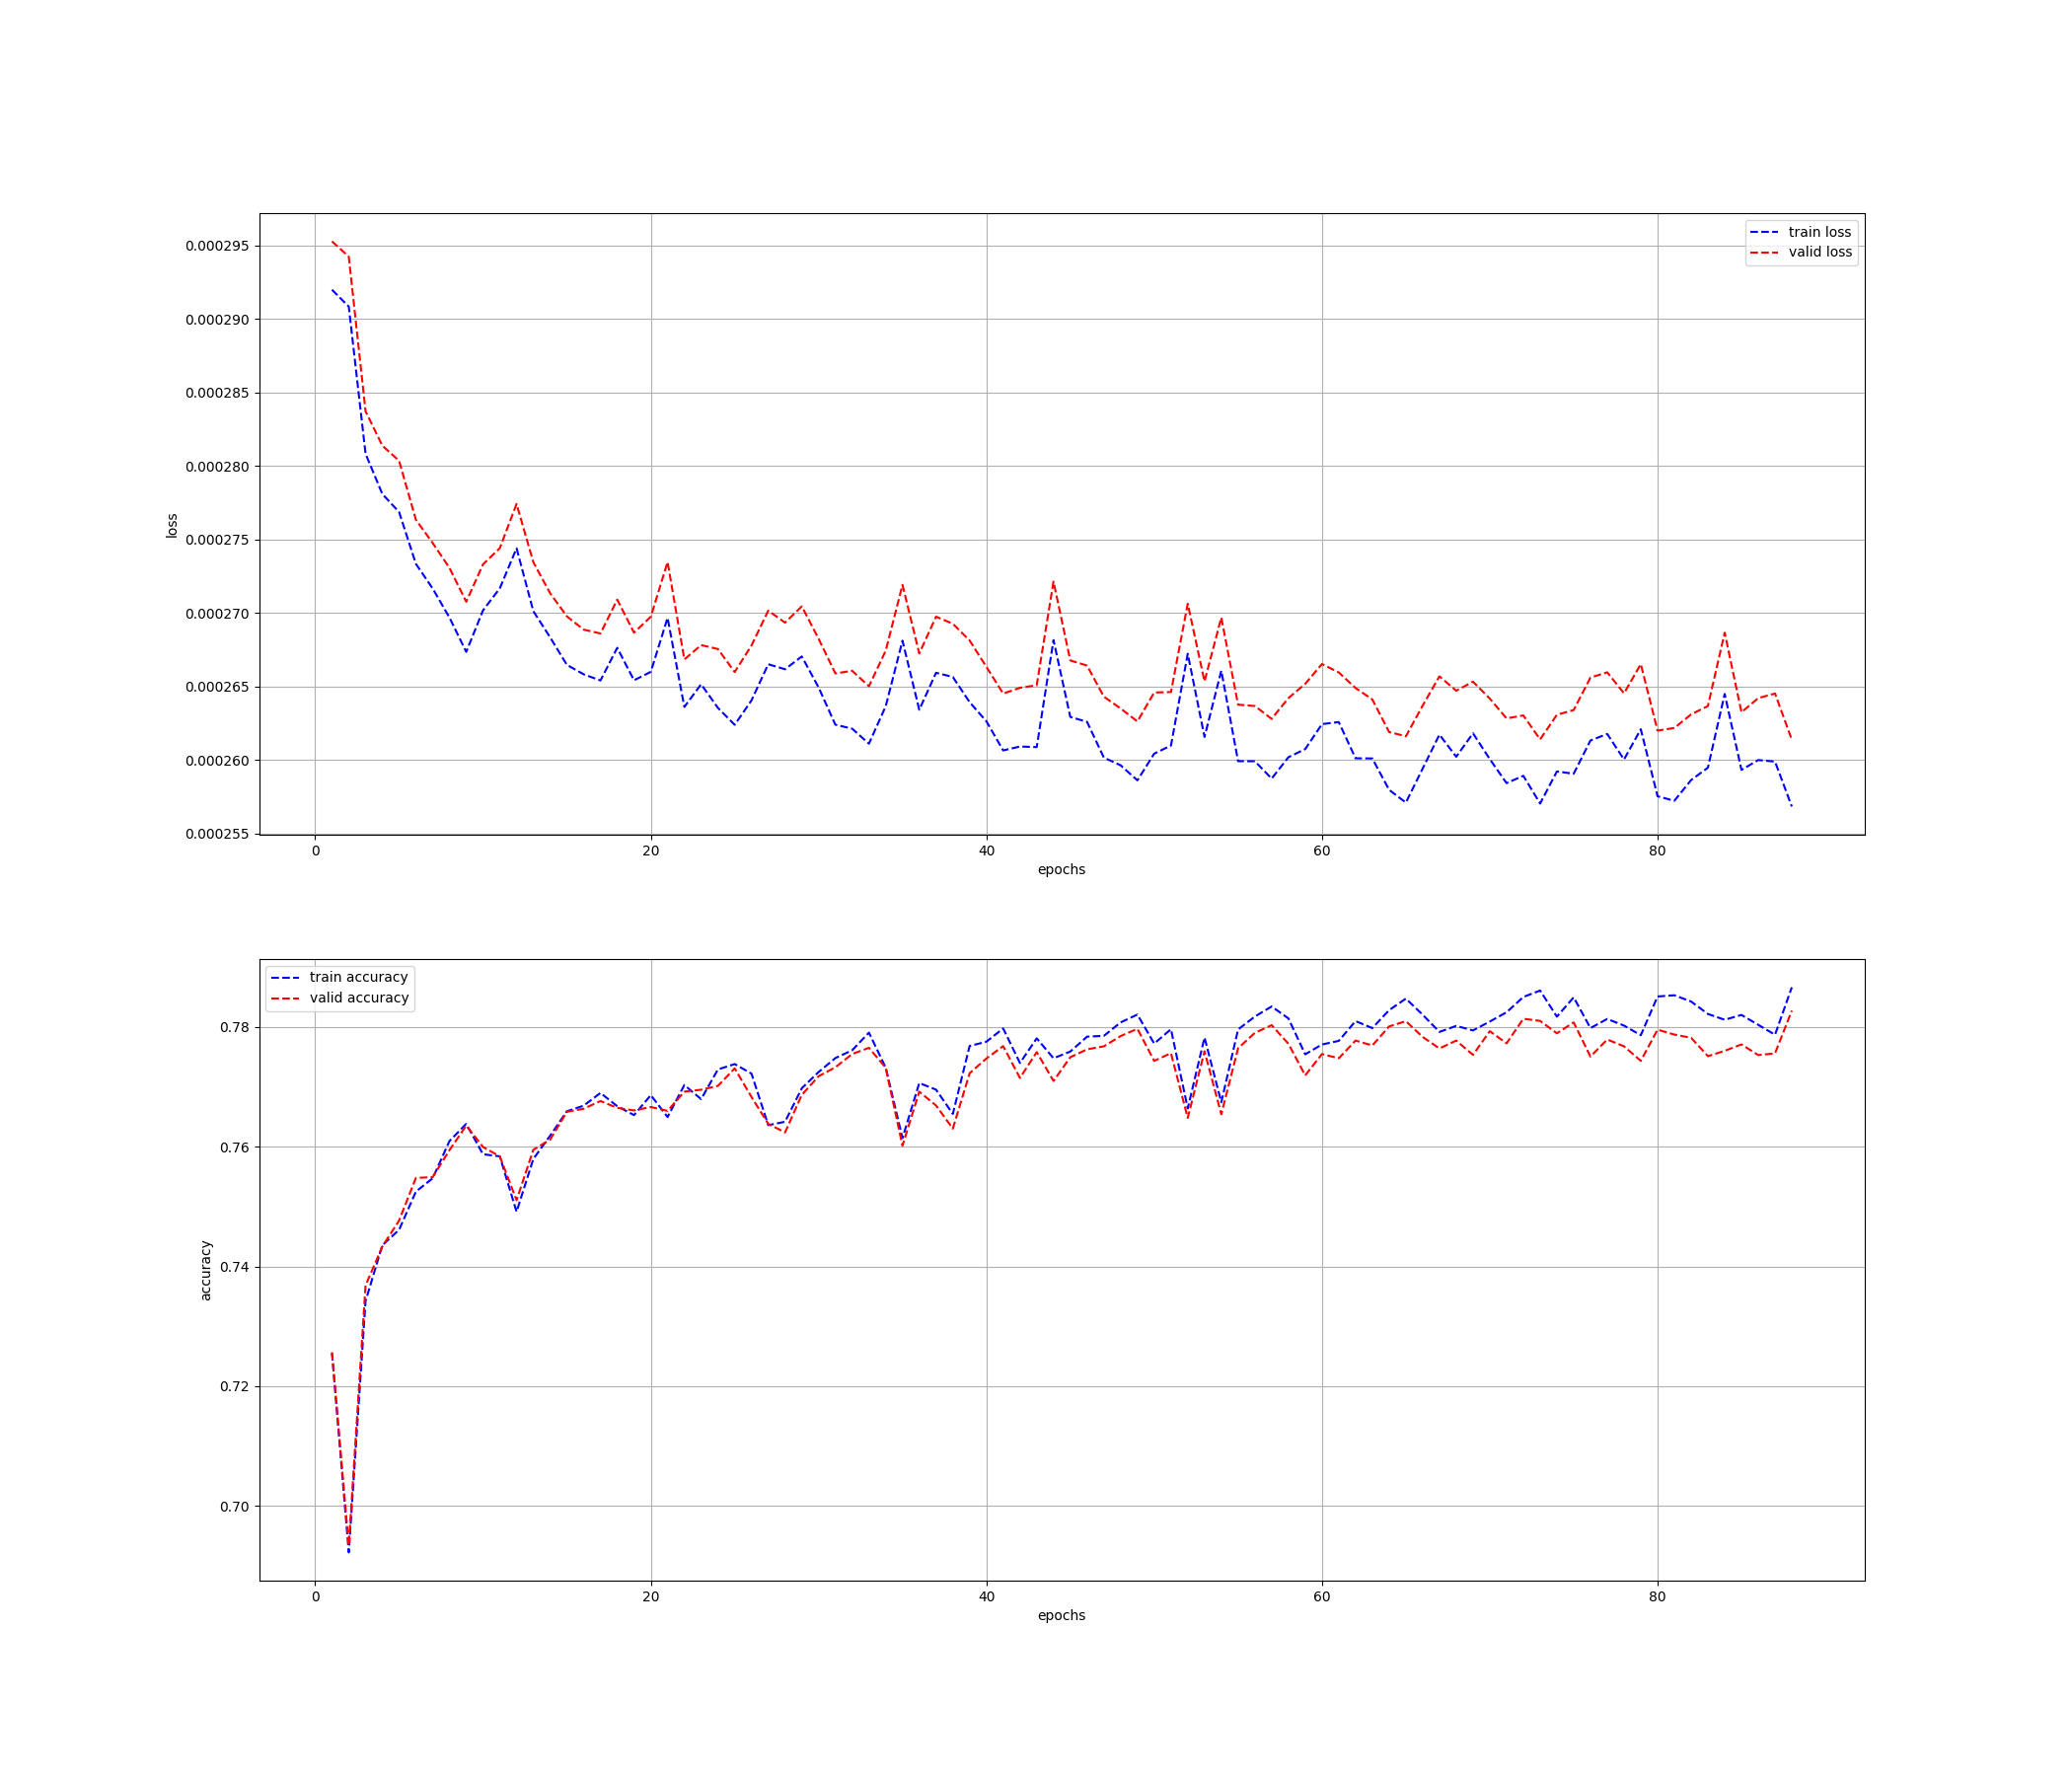 train loss
valid loss
0.000295
0.000290
0.000285
0.000280
0.000275
0.000270
0.000265
0.000260
0.000255
loss
0 20 40 60 80
epochs
train accuracy
valid accuracy
0.78
0.76
0.74
0.72
0.70
accuracy
0 20 40 60 80
epochs